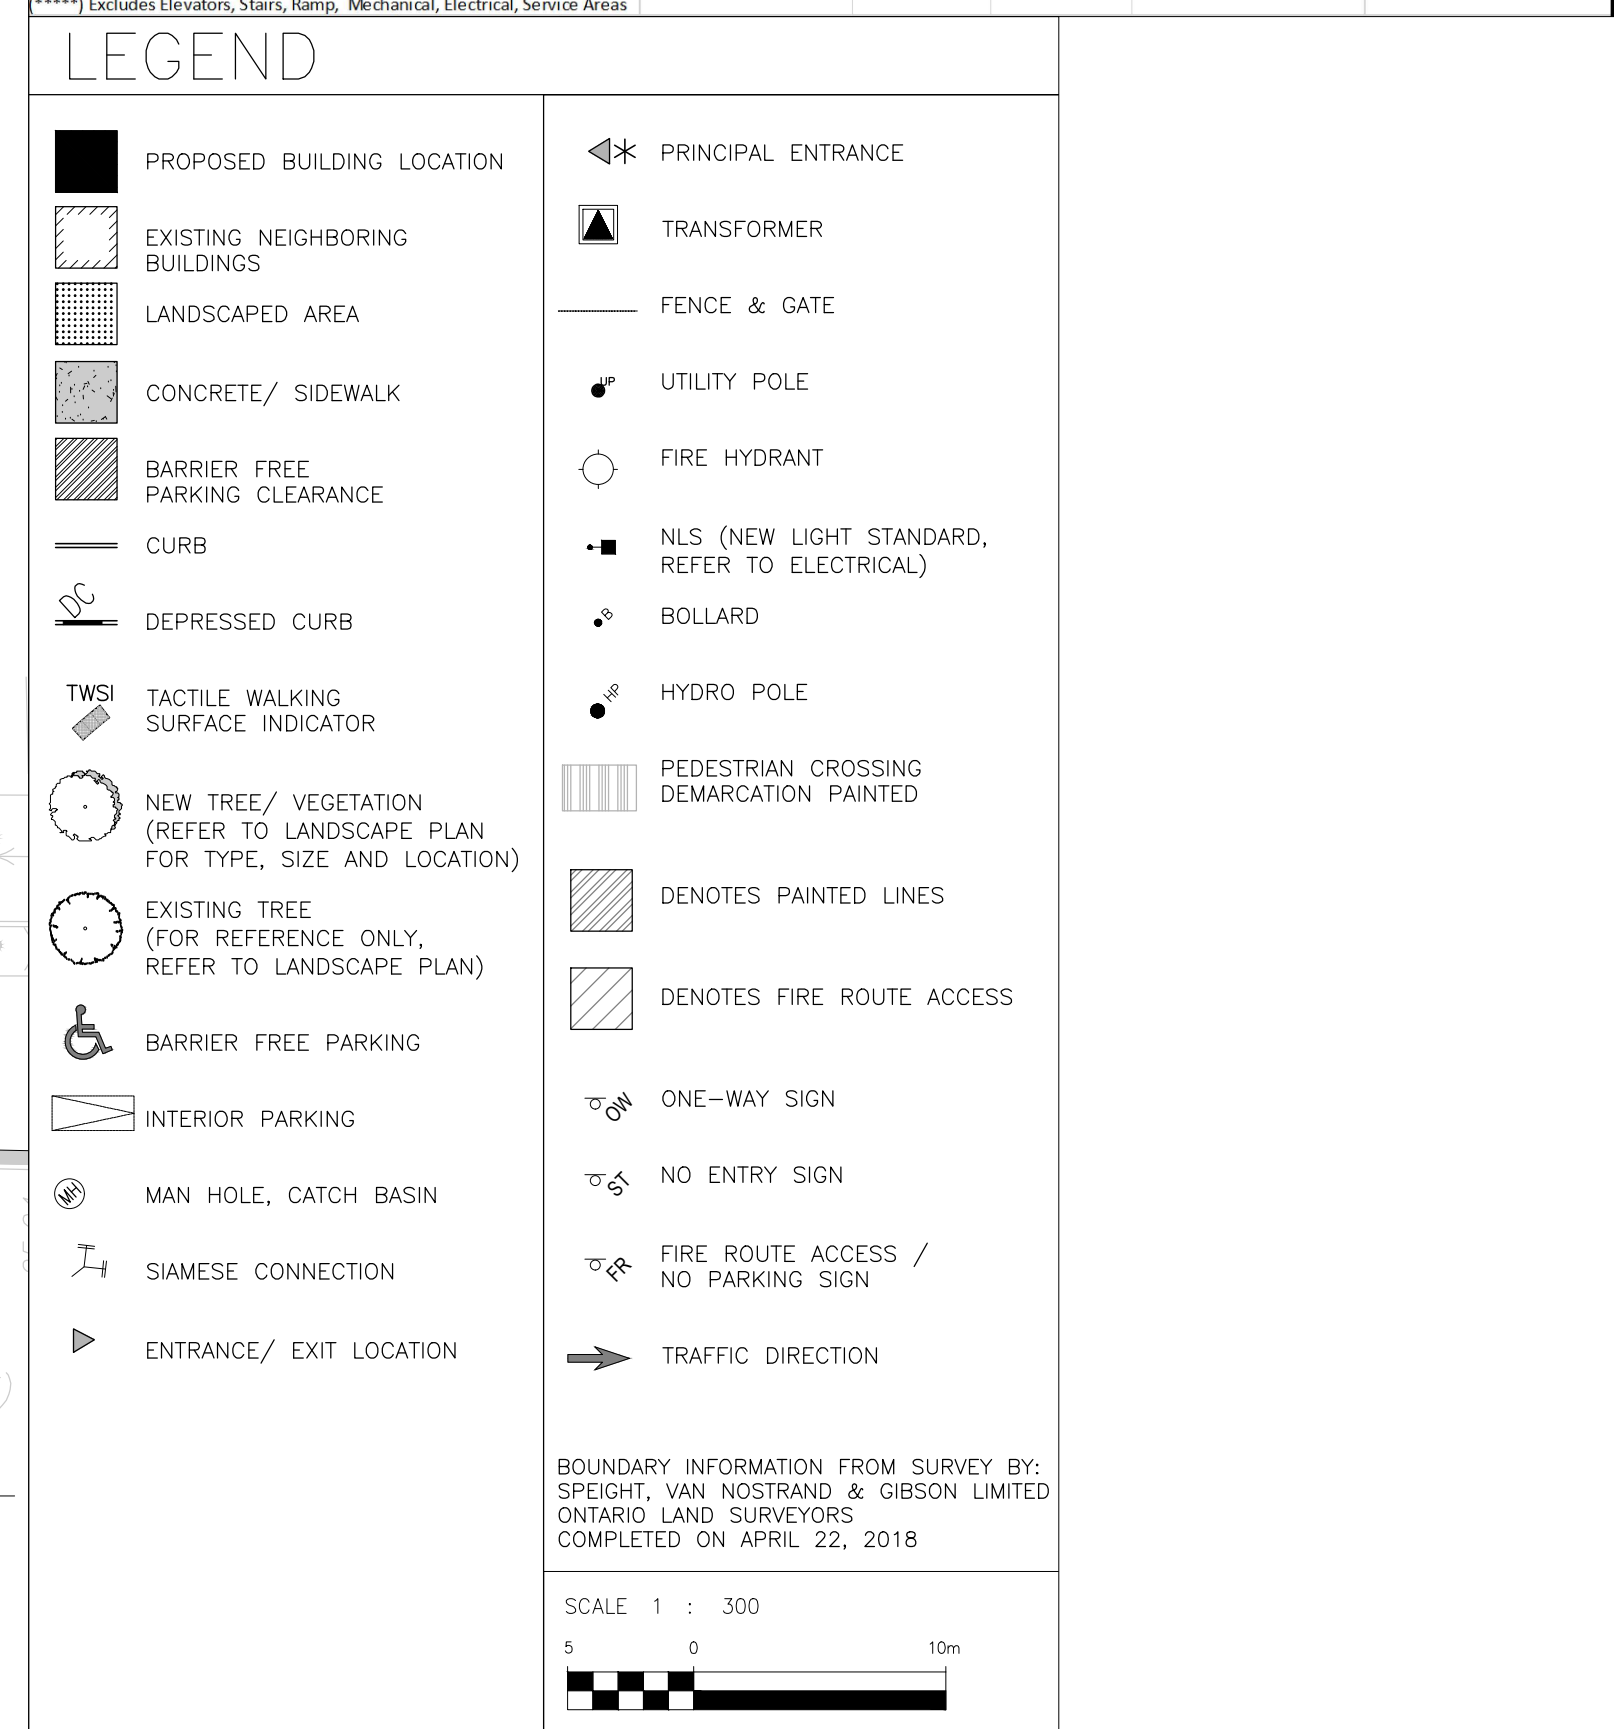 (*****) Excludes Elevators, Stairs, Ramp, Mechanical, Electrical, Service Areas
LEGEND
PROPOSED BUILDING LOCATION
EXISTING NEIGHBORING
BUILDINGS
LANDSCAPED AREA
CONCRETE/ SIDEWALK
BARRIER FREE
PARKING CLEARANCE
CURB
DC
DEPRESSED CURB
TWSI
TACTILE WALKING
SURFACE INDICATOR
NEW TREE/ VEGETATION
(REFER TO LANDSCAPE PLAN
FOR TYPE, SIZE AND LOCATION)
EXISTING TREE
(FOR REFERENCE ONLY,
REFER TO LANDSCAPE PLAN)
BARRIER FREE PARKING
INTERIOR PARKING
MH
MAN HOLE, CATCH BASIN
SIAMESE CONNECTION
ENTRANCE/ EXIT LOCATION
PRINCIPAL ENTRANCE
TRANSFORMER
FENCE & GATE
UP
UTILITY POLE
FIRE HYDRANT
NLS (NEW LIGHT STANDARD,
REFER TO ELECTRICAL)
B
BOLLARD
HP
HYDRO POLE
PEDESTRIAN CROSSING
DEMARCATION PAINTED
DENOTES PAINTED LINES
DENOTES FIRE ROUTE ACCESS
OW
ONE-WAY SIGN
ST
NO ENTRY SIGN
FR
FIRE ROUTE ACCESS /
NO PARKING SIGN
TRAFFIC DIRECTION
BOUNDARY INFORMATION FROM SURVEY BY:
SPEIGHT, VAN NOSTRAND & GIBSON LIMITED
ONTARIO LAND SURVEYORS
COMPLETED ON APRIL 22, 2018
SCALE 1 : 300
5 0 10m